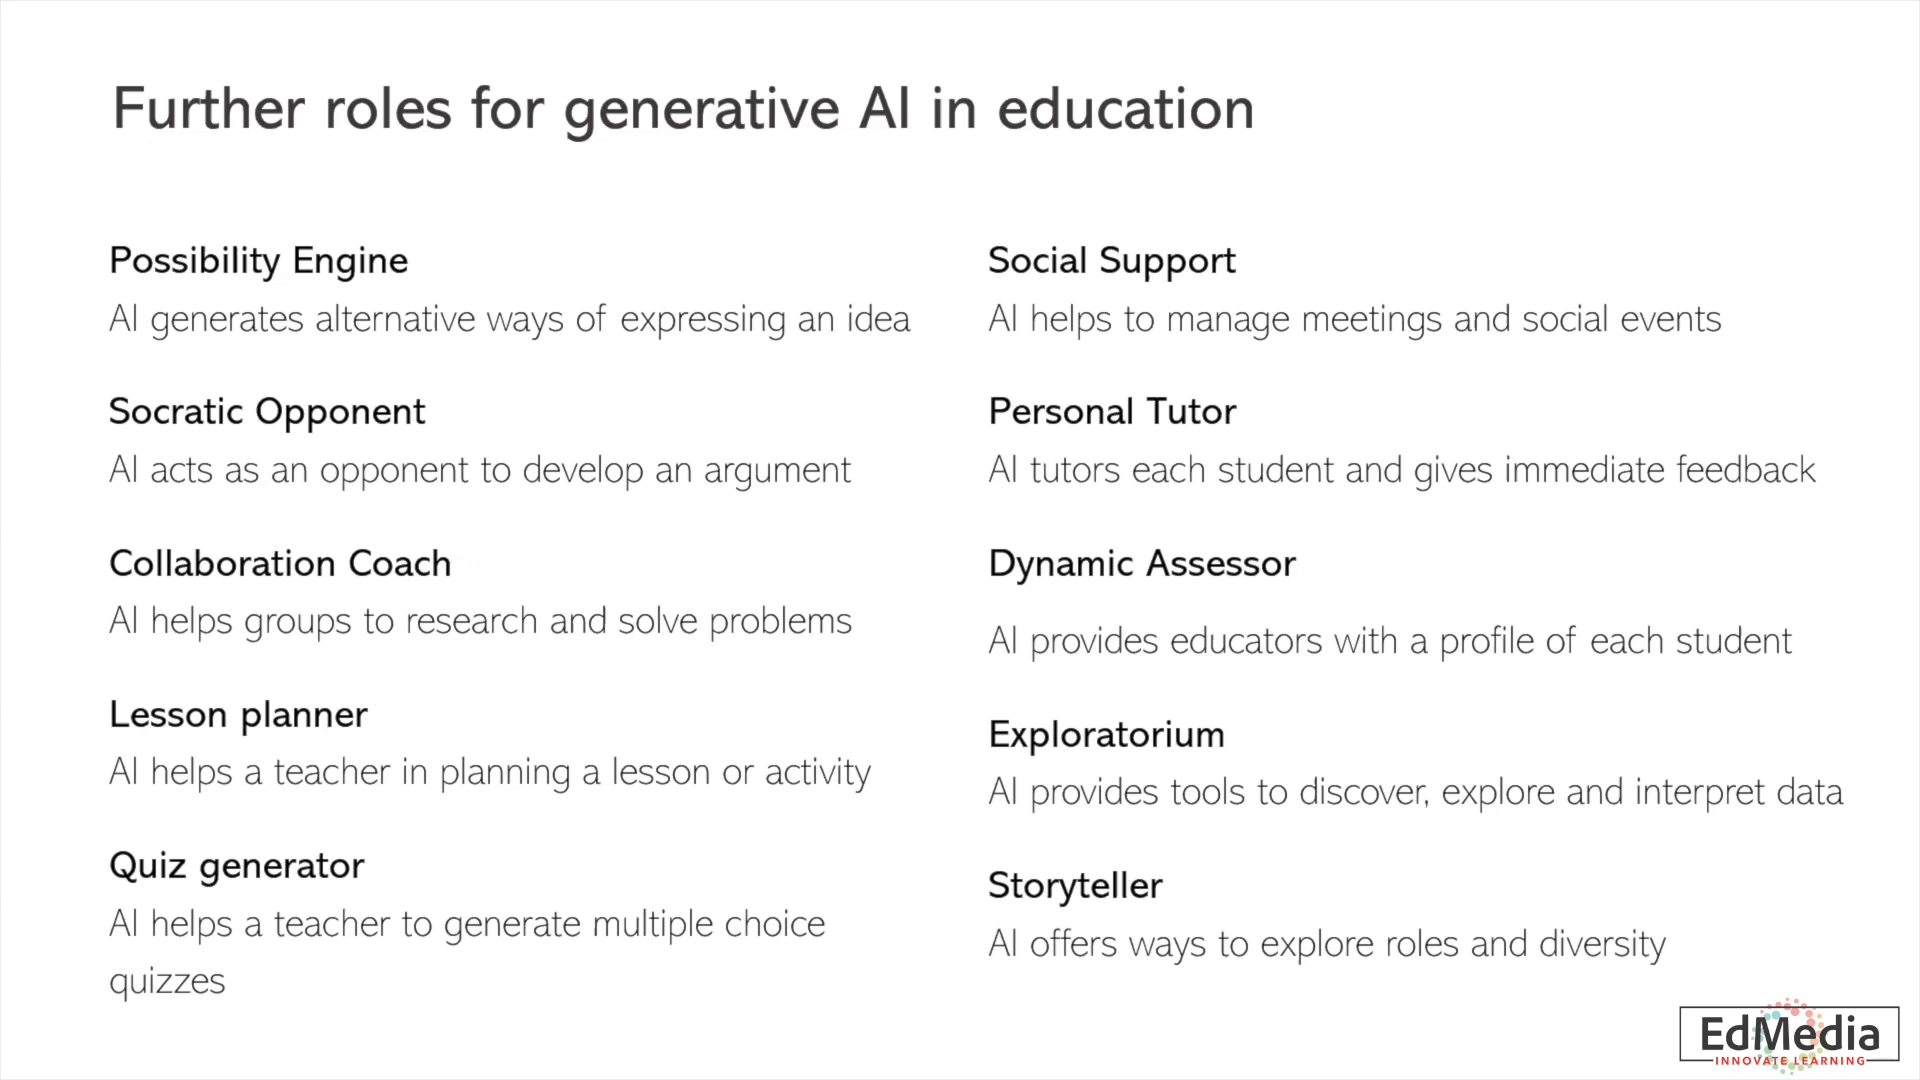 Further roles for generative AI in education
Possibility Engine
AI generates alternative ways of expressing an idea
Socratic Opponent
AI acts as an opponent to develop an argument
Collaboration Coach
AI helps groups to research and solve problems
Lesson planner
AI helps a teacher in planning a lesson or activity
Quiz generator
AI helps a teacher to generate multiple choice
quizzes
Social Support
AI helps to manage meetings and social events
Personal Tutor
AI tutors each student and gives immediate feedback
Dynamic Assessor
AI provides educators with a profile of each student
Exploratorium
AI provides tools to discover, explore and interpret data
Storyteller
AI offers ways to explore roles and diversity
EdMedia
INNOVATE LEARNING